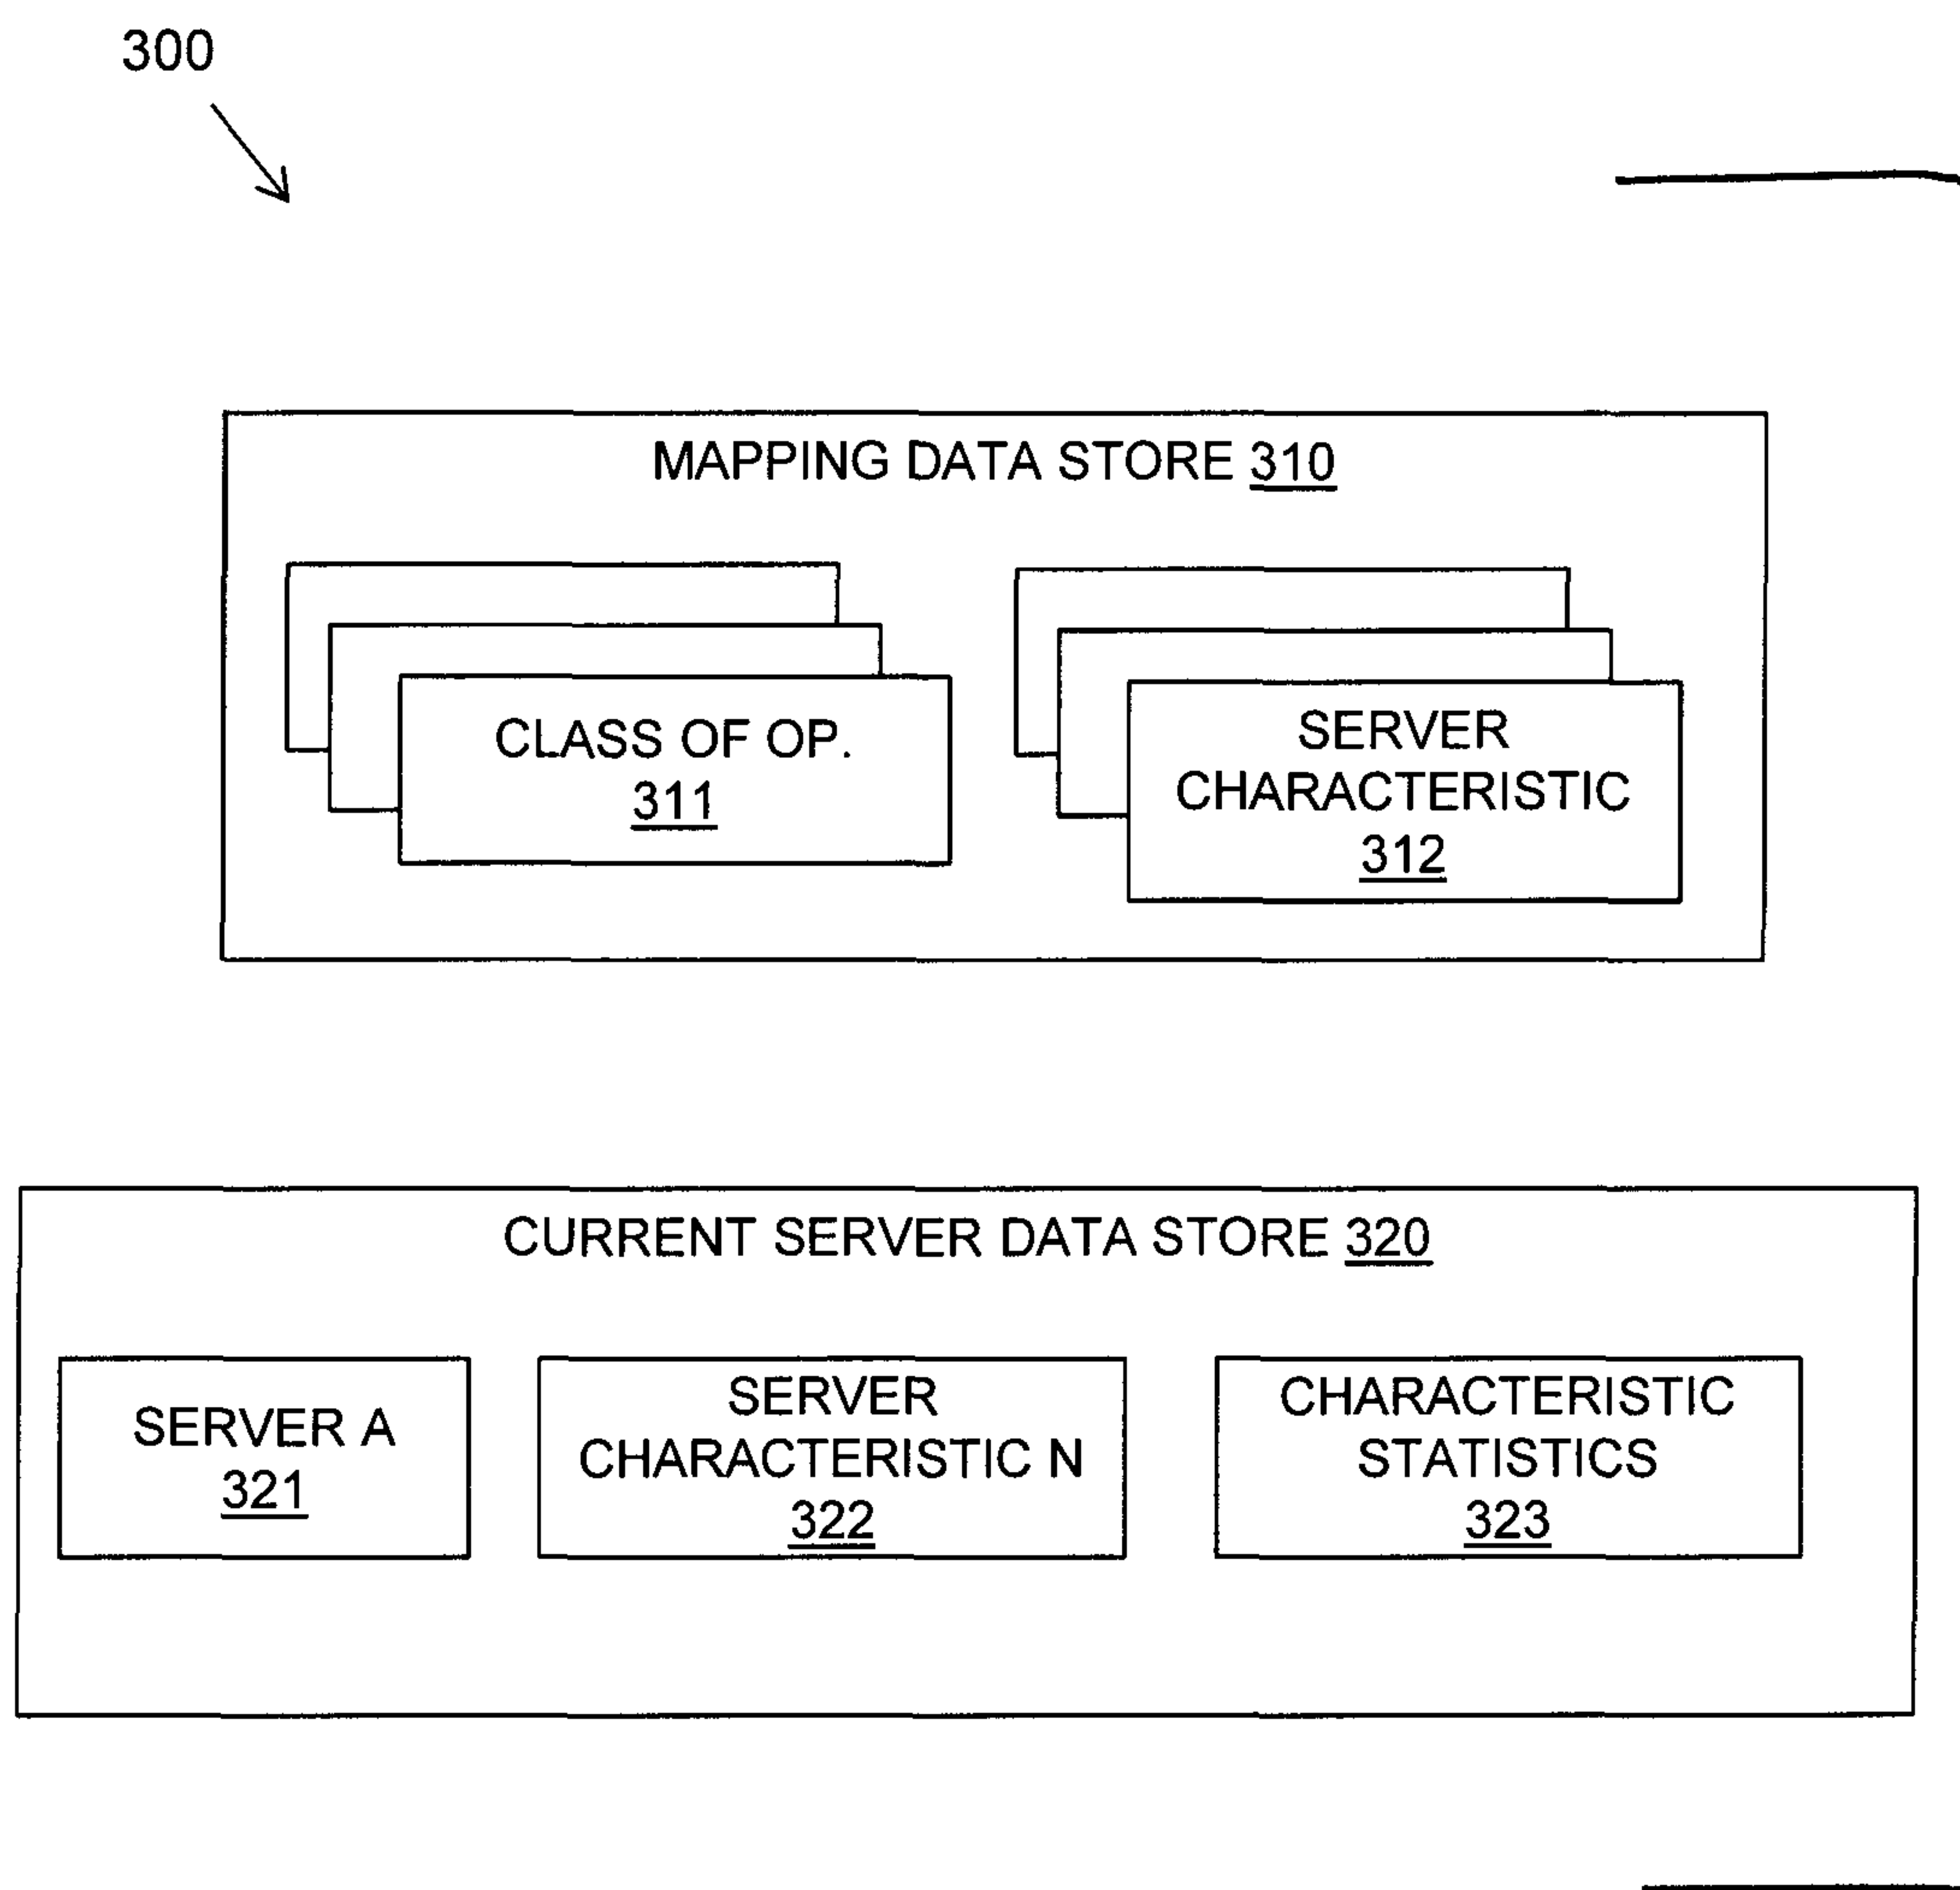 300
MAPPING DATA STORE 310
CLASS OF OP.
311
SERVER
CHARACTERISTIC
312
CURRENT SERVER DATA STORE 320
SERVER A
321
SERVER
CHARACTERISTIC N
322
CHARACTERISTIC
STATISTICS
323